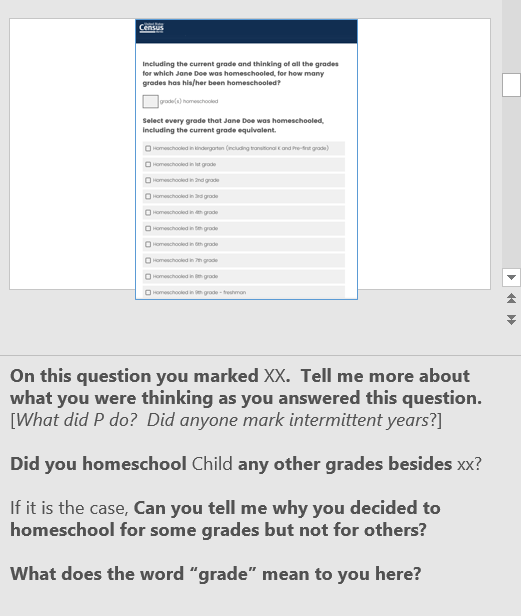 United States
Census
Bureau
Including the current grade and thinking of all the grades
for which Jane Doe was homeschooled, for how many
grades has his/her been homeschooled?
grade(s) homeschooled
Select every grade that Jane Doe was homeschooled,
including the current grade equivalent.
Homeschooled in kindergarten (including transitional K and Pre-first grade)
Homeschooled in 1st grade
Homeschooled in 2nd grade
Homeschooled in 3rd grade
Homeschooled in 4th grade
Homeschooled in 5th grade
Homeschooled in 6th grade
Homeschooled in 7th grade
Homeschooled in 8th grade
Homeschooled in 9th grade - freshman
On this question you marked XX. Tell me more about
what you were thinking as you answered this question.
[What did P do? Did anyone mark intermittent years?]
Did you homeschool Child any other grades besides xx?
If it is the case, Can you tell me why you decided to
homeschool for some grades but not for others?
What does the word “grade” mean to you here?